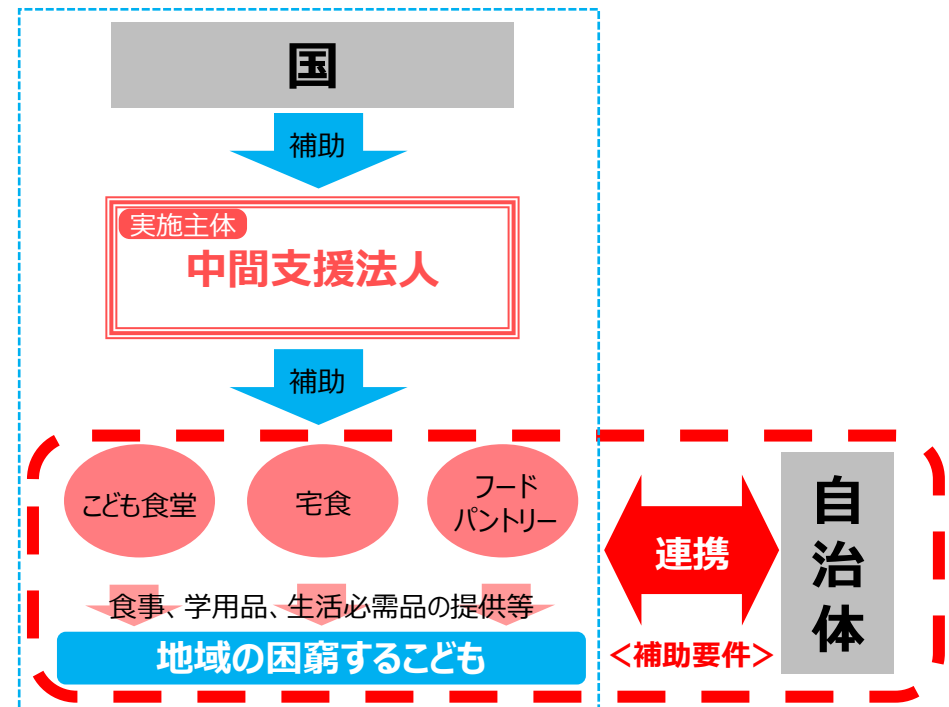 国
補助
実施主体
中間支援法人
補助
こども食堂
宅食
フード
パントリー
連携
自治体
食事、学用品、生活必需品の提供等
地域の困窮するこども
<補助要件>